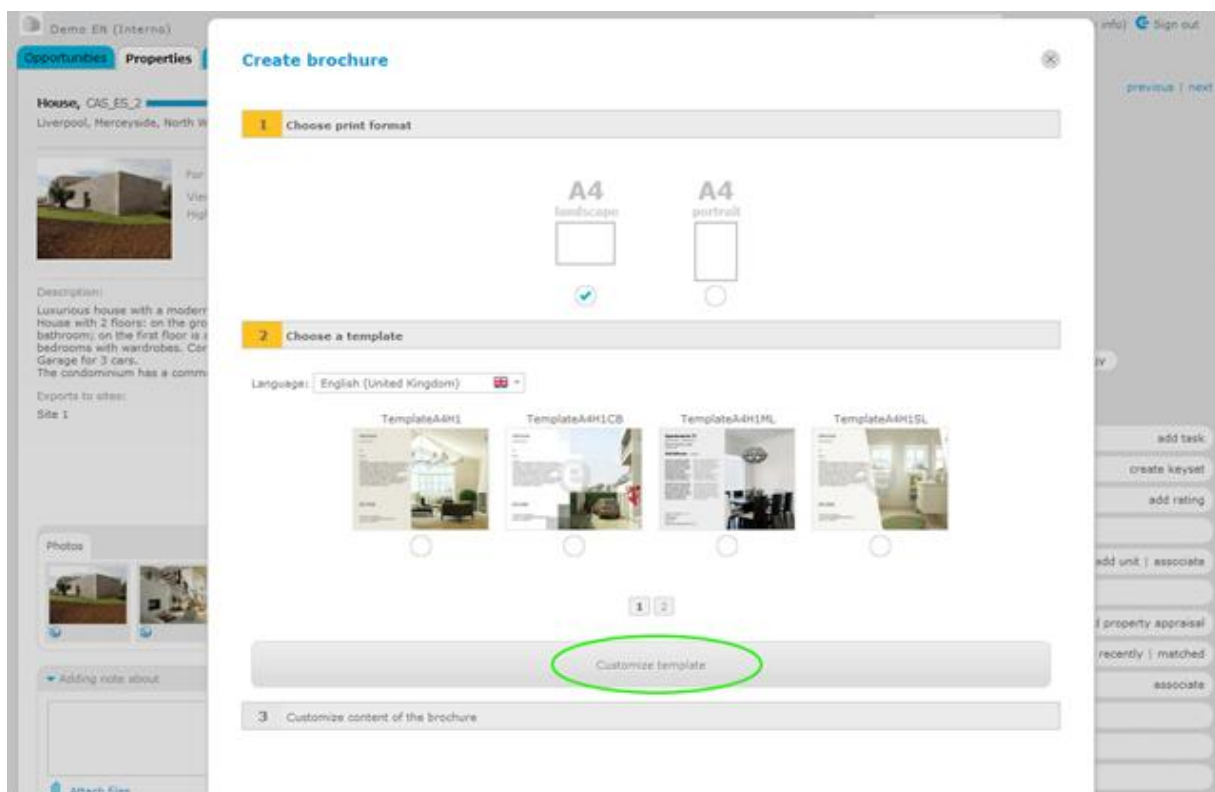 Demo EN (Interno)
info) Sign out
Opportunities Properties
Create brochure
previous | next
House, CAS_ES_2
Liverpool, Merceyside, North W
1 Choose print format
For
View
High
A4 A4
landscape portrait
Description:
Luxurious house with a modern
House with 2 floors: on the gro
bathroom; on the first floor is a
bedrooms with wardrobes. Cor
Garage for 3 cars.
The condominium has a comm
2 Choose a template
Exports to sites:
Site 1
Language: English (United Kingdom)
TemplateA4H1 TemplateA4H1CB TemplateA4H1ML TemplateA4H1SL
add task
create keyset
add rating
Photos
add unit | associate
1 2
property appraisal
Customize template
recently | matched
Adding note about
associate
3 Customize content of the brochure
Attach files